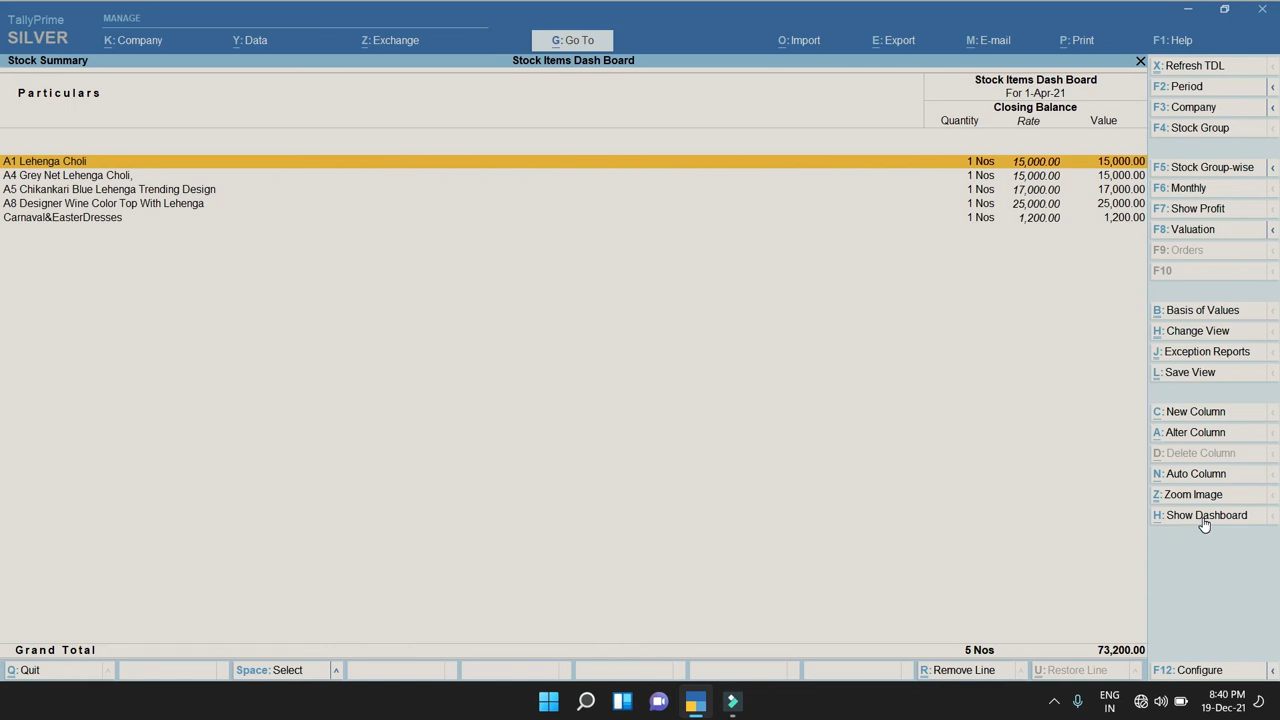 TallyPrime
MANAGE
SILVER
K: Company
Y: Data
Z: Exchange
G: Go To
O: Import
E: Export
M: E-mail
P: Print
F1: Help
Stock Summary
Stock Items Dash Board
X: Refresh TDL
Particulars
Stock Items Dash Board
For 1-Apr-21
Closing Balance
Quantity Rate Value
F2: Period
F3: Company
F4: Stock Group
A1 Lehenga Choli 1 Nos 15,000.00 15,000.00
A4 Grey Net Lehenga Choli, 1 Nos 15,000.00 15,000.00
A5 Chikankari Blue Lehenga Trending Design 1 Nos 17,000.00 17,000.00
A8 Designer Wine Color Top With Lehenga 1 Nos 25,000.00 25,000.00
Carnaval&EasterDresses 1 Nos 1,200.00 1,200.00
F5: Stock Group-wise
F6: Monthly
F7: Show Profit
F8: Valuation
F9: Orders
F10
B: Basis of Values
H: Change View
J: Exception Reports
L: Save View
C: New Column
A: Alter Column
D: Delete Column
N: Auto Column
Z: Zoom Image
H: Show Dashboard
Grand Total 5 Nos 73,200.00
Q: Quit
Space: Select
R: Remove Line
U: Restore Line
F12: Configure
ENG
IN
8:40 PM
19-Dec-21